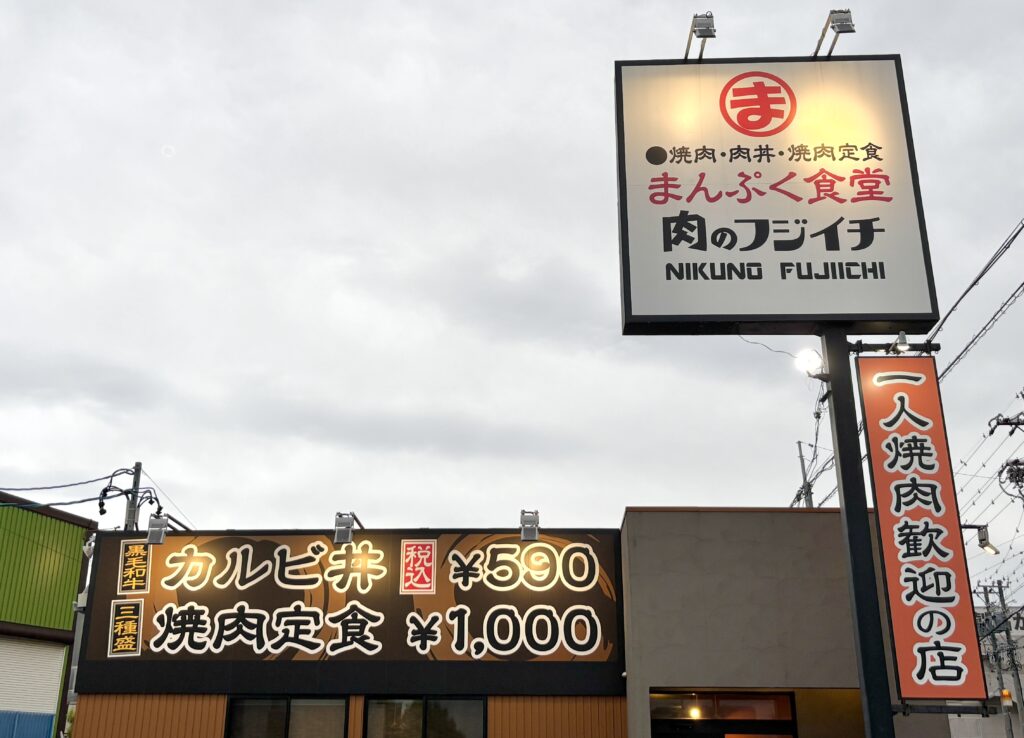 ま
●焼肉・肉丼・焼肉定食
まんぷく食堂
肉のフジイチ
NIKUNO FUJIICHI
一人焼肉歓迎の店
黒毛和牛 カルビ丼 税込 ¥590
三種盛 焼肉定食 ¥1,000